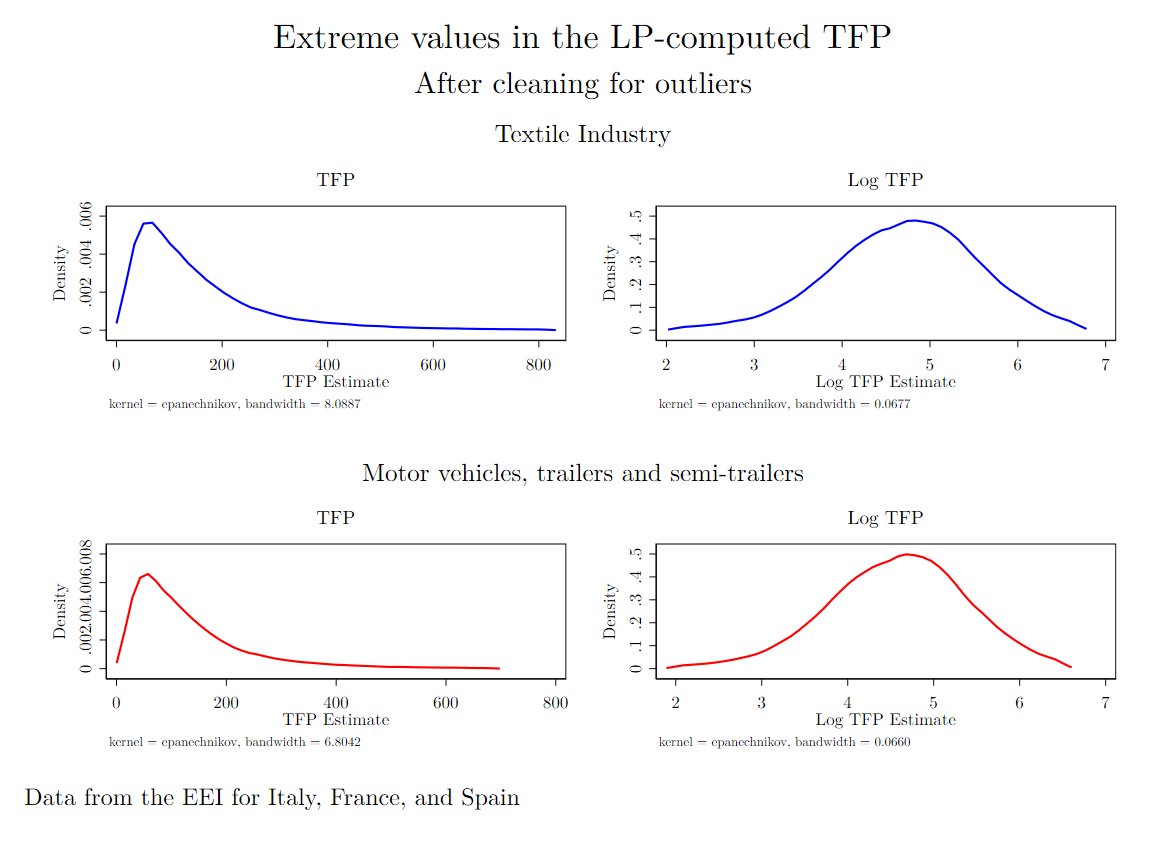 Extreme values in the LP-computed TFP
After cleaning for outliers
Textile Industry
TFP
Density
0 .002 .004 .006
0 200 400 600 800
TFP Estimate
kernel = epanechnikov, bandwidth = 8.0887
Log TFP
Density
0 .1 .2 .3 .4 .5
2 3 4 5 6 7
Log TFP Estimate
kernel = epanechnikov, bandwidth = 0.0677
Motor vehicles, trailers and semi-trailers
TFP
Density
0 .002 .004 .006 .008
0 200 400 600 800
TFP Estimate
kernel = epanechnikov, bandwidth = 6.8042
Log TFP
Density
0 .1 .2 .3 .4 .5
2 3 4 5 6 7
Log TFP Estimate
kernel = epanechnikov, bandwidth = 0.0660
Data from the EEI for Italy, France, and Spain